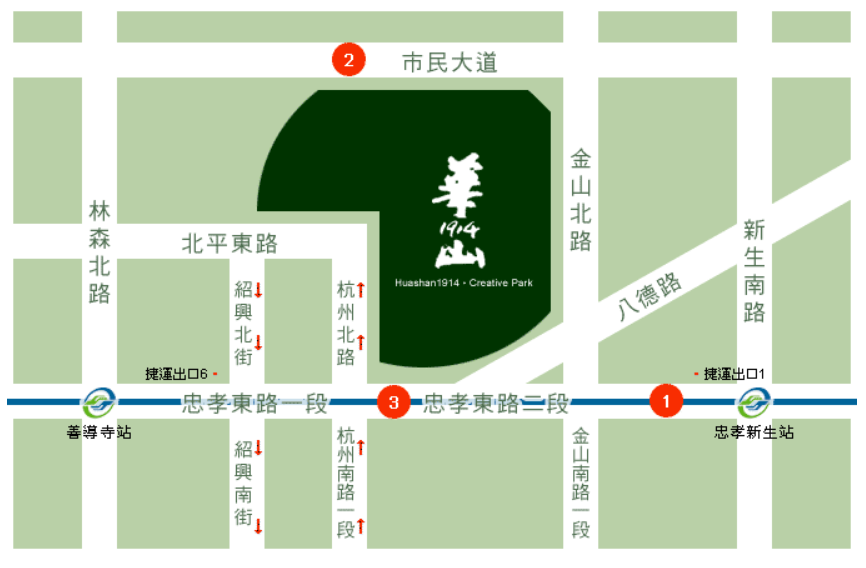 2
市民大道
華
1914
山
Huashan1914 · Creative Park
金山北路
林森北路
北平東路
新生南路
八德路
紹興北街
杭州北路
捷運出口6
捷運出口1
忠孝東路一段
3
忠孝東路二段
1
善導寺站
忠孝新生站
紹興南街
杭州南路一段
金山南路一段